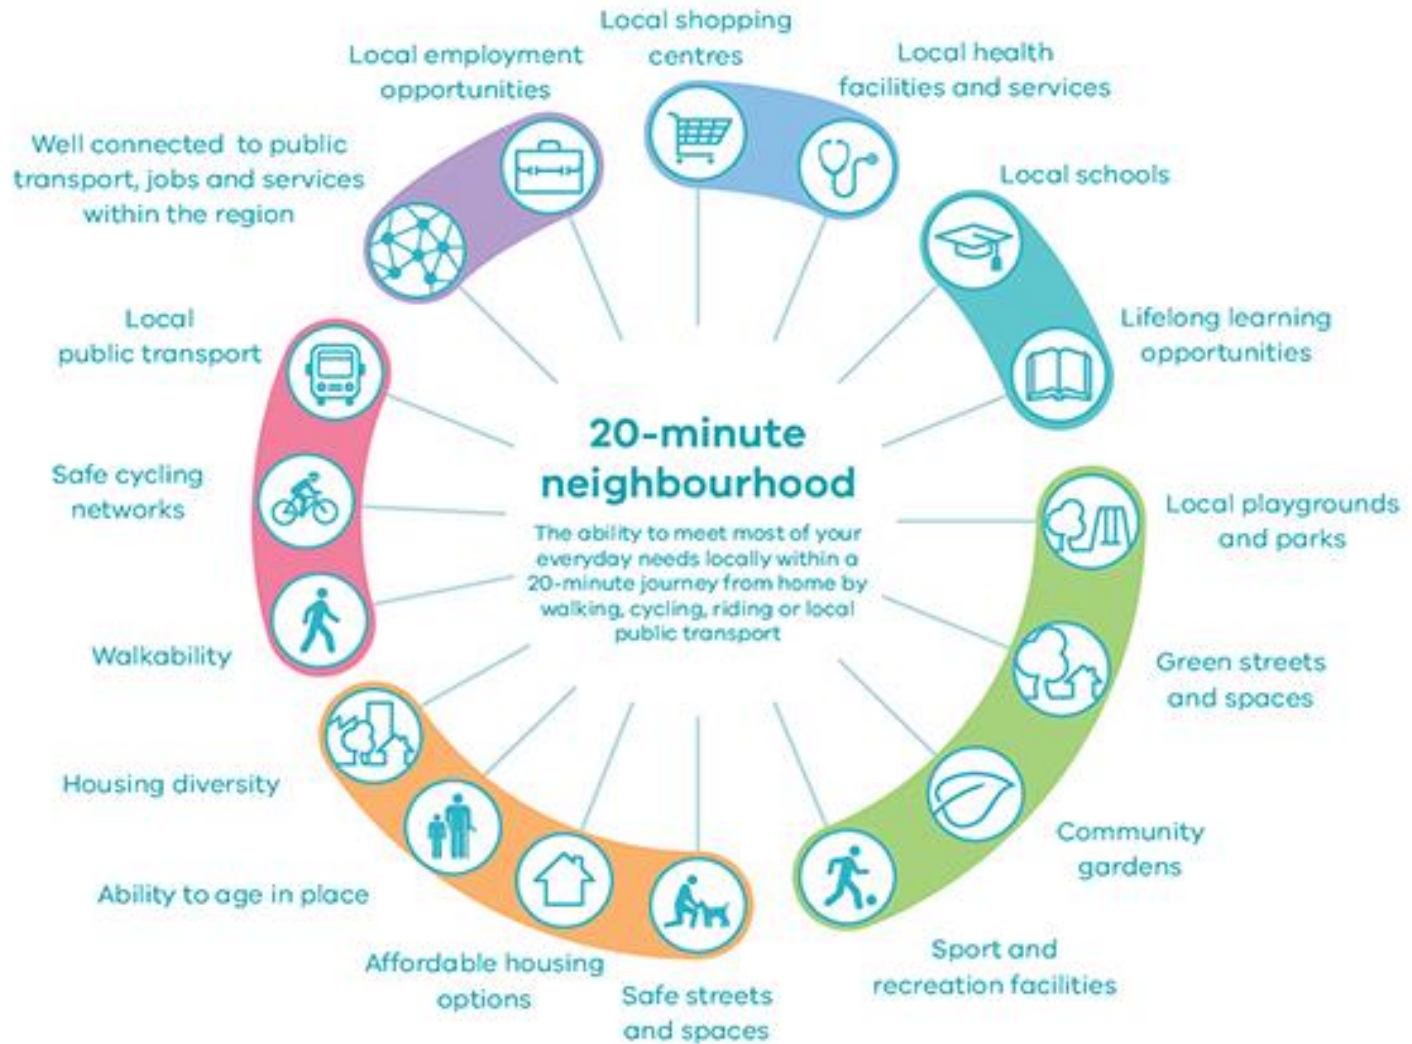 Local shopping
centres
Local health
facilities and services
Local schools
Lifelong learning
opportunities
Local playgrounds
and parks
Green streets
and spaces
Community
gardens
Sport and
recreation facilities
Safe streets
and spaces
Affordable housing
options
Ability to age in place
Housing diversity
Walkability
Safe cycling
networks
Local
public transport
Well connected to public
transport, jobs and services
within the region
Local employment
opportunities
20-minute
neighbourhood
The ability to meet most of your
everyday needs locally within a
20-minute journey from home by
walking, cycling, riding or local
public transport